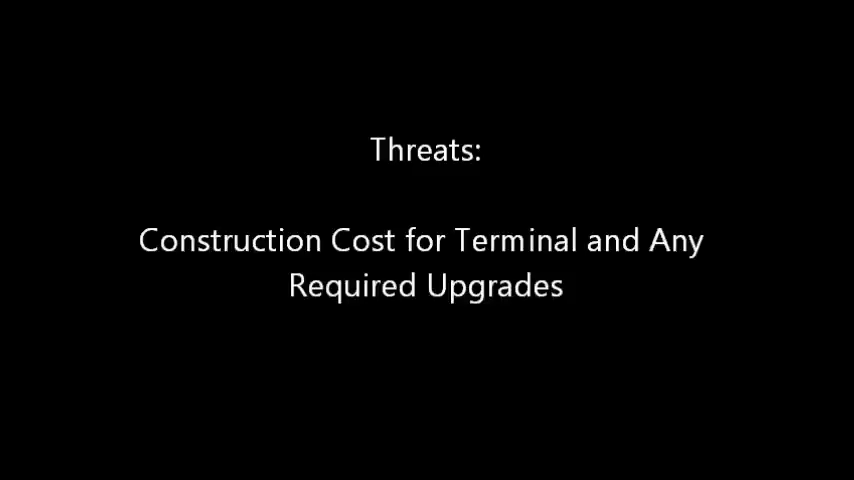 Threats:
Construction Cost for Terminal and Any
Required Upgrades